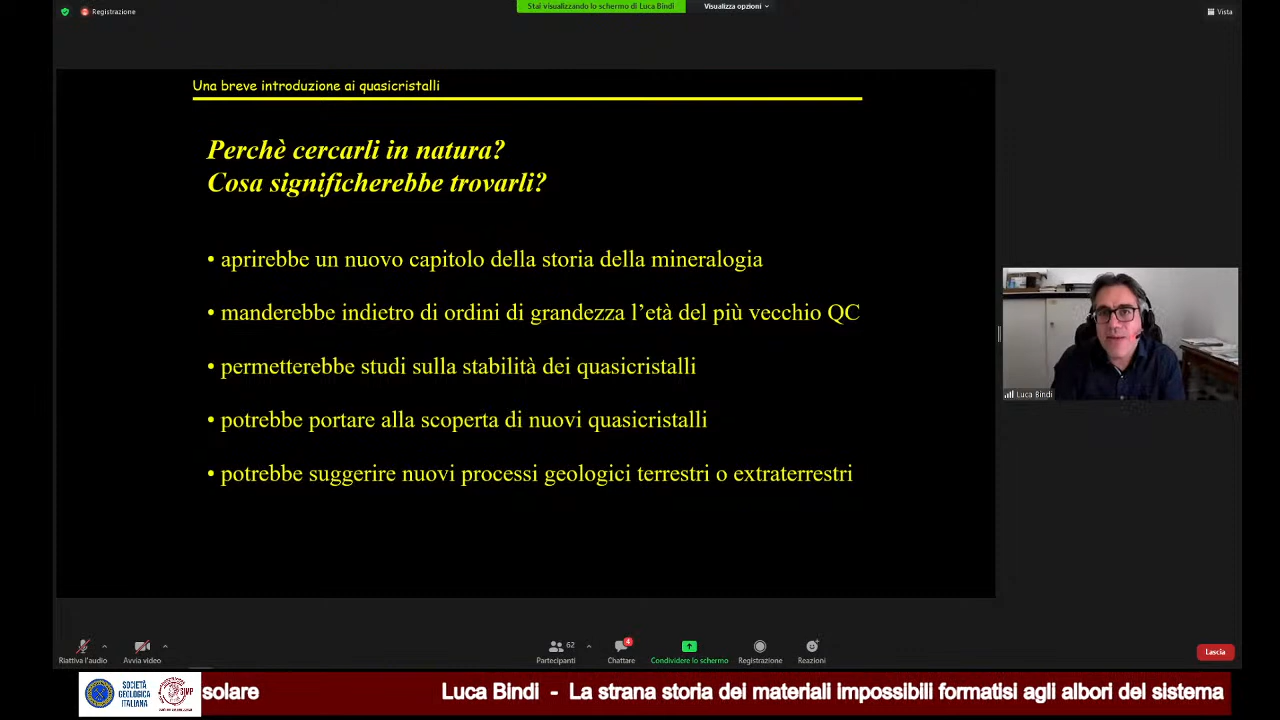 Registrazione
Stai visualizzando lo schermo di Luca Bindi
Visualizza opzioni
Vista
Una breve introduzione ai quasicristalli
Perchè cercarli in natura?
Cosa significherebbe trovarli?
• aprirebbe un nuovo capitolo della storia della mineralogia
• manderebbe indietro di ordini di grandezza l’età del più vecchio QC
• permetterebbe studi sulla stabilità dei quasicristalli
• potrebbe portare alla scoperta di nuovi quasicristalli
• potrebbe suggerire nuovi processi geologici terrestri o extraterrestri
Luca Bindi
62
4
Riattiva l'audio
Avvia video
Partecipanti
Chattare
Condividere lo schermo
Registrazione
Reazioni
Lascia
SOCIETÀ
GEOLOGICA
ITALIANA
solare
Luca Bindi - La strana storia dei materiali impossibili formatisi agli albori del sistema